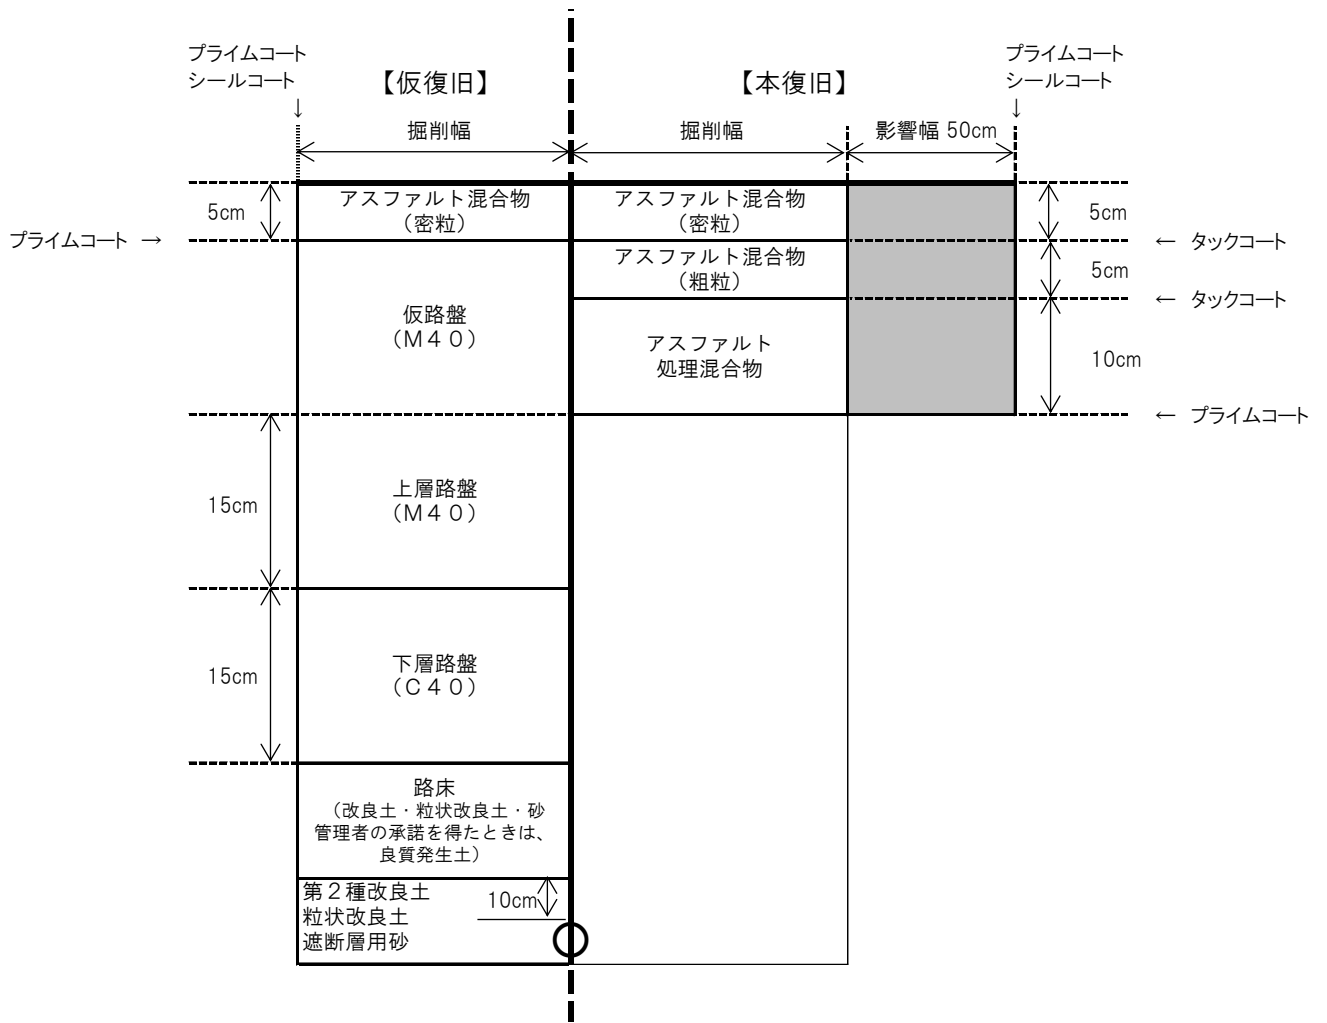 プライムコート
シールコート
↓
【仮復旧】
【本復旧】
プライムコート
シールコート
↓
掘削幅
掘削幅
影響幅 50cm
5cm
アスファルト混合物
（密粒）
アスファルト混合物
（密粒）
5cm
プライムコート →
← タックコート
アスファルト混合物
（粗粒）
5cm
← タックコート
仮路盤
（Ｍ４０）
アスファルト
処理混合物
10cm
← プライムコート
15cm
上層路盤
（Ｍ４０）
15cm
下層路盤
（Ｃ４０）
路床
（改良土・粒状改良土・砂
管理者の承諾を得たときは、
良質発生土）
第２種改良土
粒状改良土
遮断層用砂
10cm